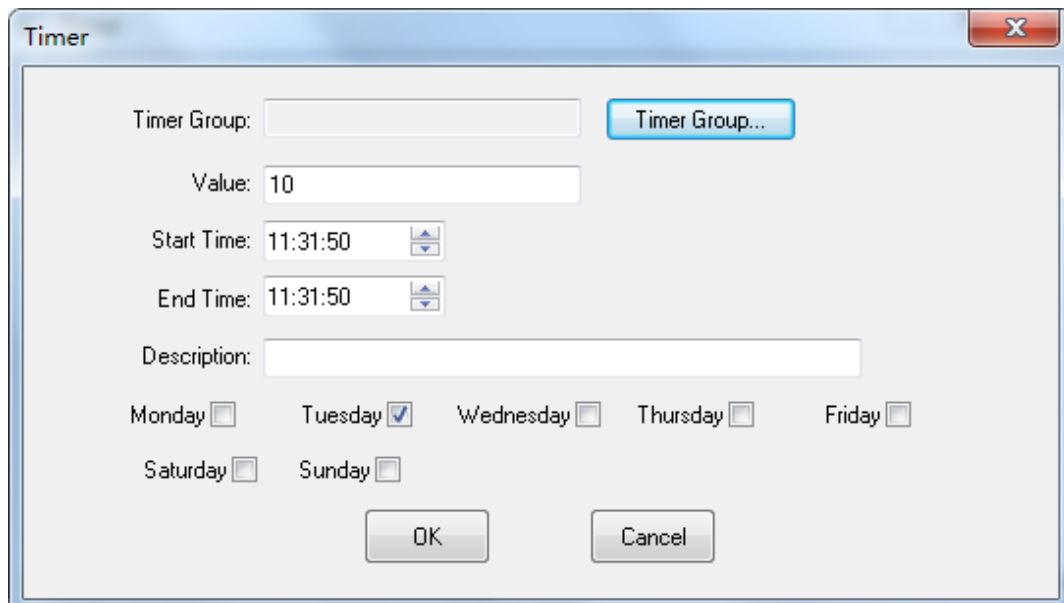 Timer
Timer Group: Timer Group...
Value: 10
Start Time: 11:31:50
End Time: 11:31:50
Description:
Monday Tuesday Wednesday Thursday Friday
Saturday Sunday
OK Cancel